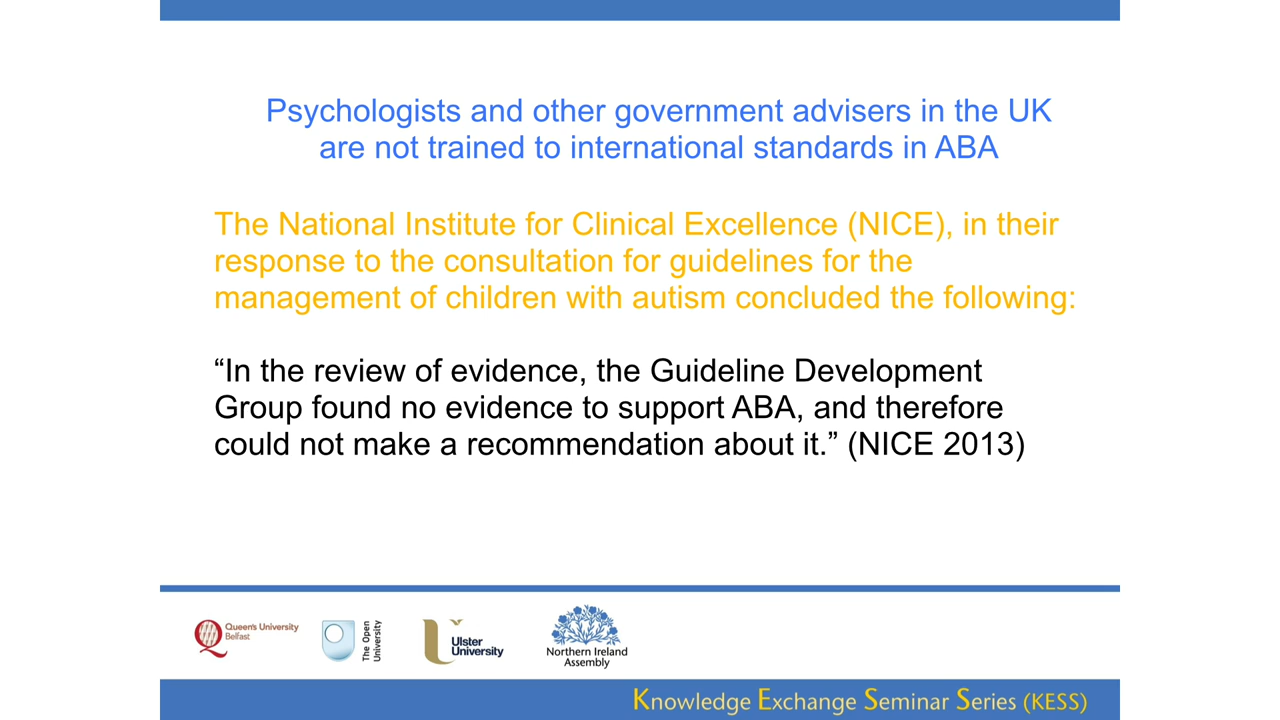 Psychologists and other government advisers in the UK
are not trained to international standards in ABA
The National Institute for Clinical Excellence (NICE), in their
response to the consultation for guidelines for the
management of children with autism concluded the following:
“In the review of evidence, the Guideline Development
Group found no evidence to support ABA, and therefore
could not make a recommendation about it.” (NICE 2013)
Queen's University
Belfast
The Open
University
Ulster
University
Northern Ireland
Assembly
Knowledge Exchange Seminar Series (KESS)